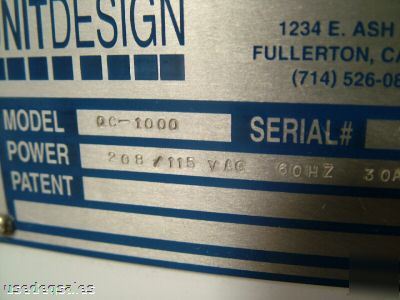 NITDESIGN
1234 E. ASH
FULLERTON, CA
(714) 526-08
MODEL QC-1000 SERIAL#
POWER 208/115 VAC 60HZ 30A
PATENT
usedeqsales